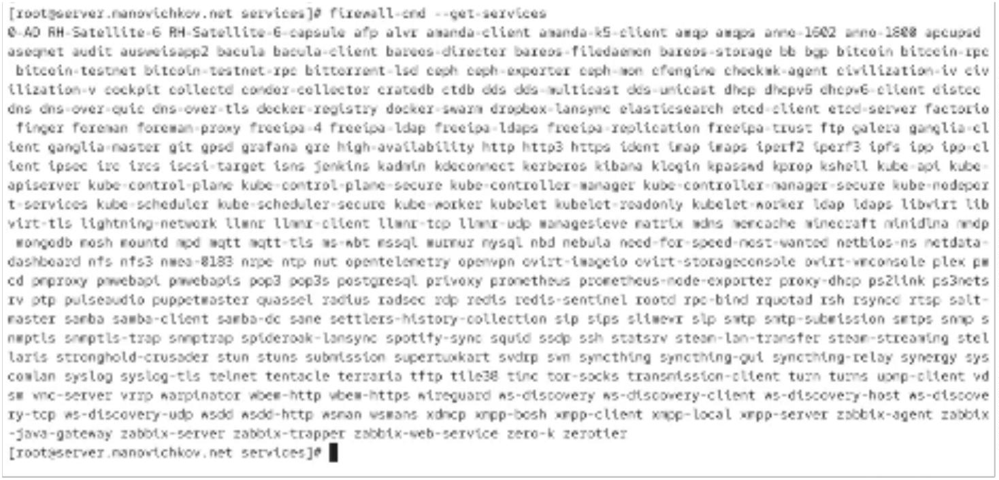 [root@server.manovichkov.net services]# firewall-cmd --get-services
0-AD RH-Satellite-6 RH-Satellite-6-capsule afp alvr amanda-client amanda-k5-client amqp amqps anno-1602 anno-1800 apcupsd
aseqnet audit ausweisapp2 bacula bacula-client bareos-director bareos-filedaemon bareos-storage bb bgp bitcoin bitcoin-rpc
bitcoin-testnet bitcoin-testnet-rpc bittorrent-lsd ceph ceph-exporter ceph-mon cfengine checkmk-agent civilization-iv civ
ilization-v cockpit collectd condor-collector cratedb ctdb dds dds-multicast dds-unicast dhcp dhcpv6 dhcpv6-client distcc
dns dns-over-quic dns-over-tls docker-registry docker-swarm dropbox-lansync elasticsearch etcd-client etcd-server factorio
finger foreman foreman-proxy freeipa-4 freeipa-ldap freeipa-ldaps freeipa-replication freeipa-trust ftp galera ganglia-cl
ient ganglia-master git gpsd grafana gre high-availability http http3 https ident imap imaps iperf2 iperf3 ipfs ipp ipp-cl
ient ipsec irc ircs iscsi-target isns jenkins kadmin kdeconnect kerberos kibana klogin kpasswd kprop kshell kube-api kube-
apiserver kube-control-plane kube-control-plane-secure kube-controller-manager kube-controller-manager-secure kube-nodepor
t-services kube-scheduler kube-scheduler-secure kube-worker kubelet kubelet-readonly kubelet-worker ldap ldaps libvirt lib
virt-tls lightning-network llmnr llmnr-client llmnr-tcp llmnr-udp managesieve matrix mdns memcache minecraft minidlna mndp
mongodb mosh mountd mpd mqtt mqtt-tls ms-wbt mssql murmur mysql nbd nebula need-for-speed-most-wanted netbios-ns netdata-
dashboard nfs nfs3 nmea-0183 nrpe ntp nut opentelemetry openvpn ovirt-imageio ovirt-storageconsole ovirt-vmconsole plex pm
cd pmproxy pmwebapi pmwebapis pop3 pop3s postgresql privoxy prometheus prometheus-node-exporter proxy-dhcp ps2link ps3nets
rv ptp pulseaudio puppetmaster quassel radius radsec rdp redis redis-sentinel rootd rpc-bind rquotad rsh rsyncd rtsp salt-
master samba samba-client samba-dc sane settlers-history-collection sip sips slimevr slp smtp smtp-submission smtps snmp s
nmptls snmptls-trap snmptrap spideroak-lansync spotify-sync squid ssdp ssh statsrv steam-lan-transfer steam-streaming stel
laris stronghold-crusader stun stuns submission supertuxkart svdrp svn syncthing syncthing-gui syncthing-relay synergy sys
comlan syslog syslog-tls telnet tentacle terraria tftp tile38 tinc tor-socks transmission-client turn turns upnp-client vd
sm vnc-server vrrp warpinator wbem-http wbem-https wireguard ws-discovery ws-discovery-client ws-discovery-host ws-discove
ry-tcp ws-discovery-udp wsdd wsdd-http wsman wsmans xdmcp xmpp-bosh xmpp-client xmpp-local xmpp-server zabbix-agent zabbix
-java-gateway zabbix-server zabbix-trapper zabbix-web-service zero-k zerotier
[root@server.manovichkov.net services]#